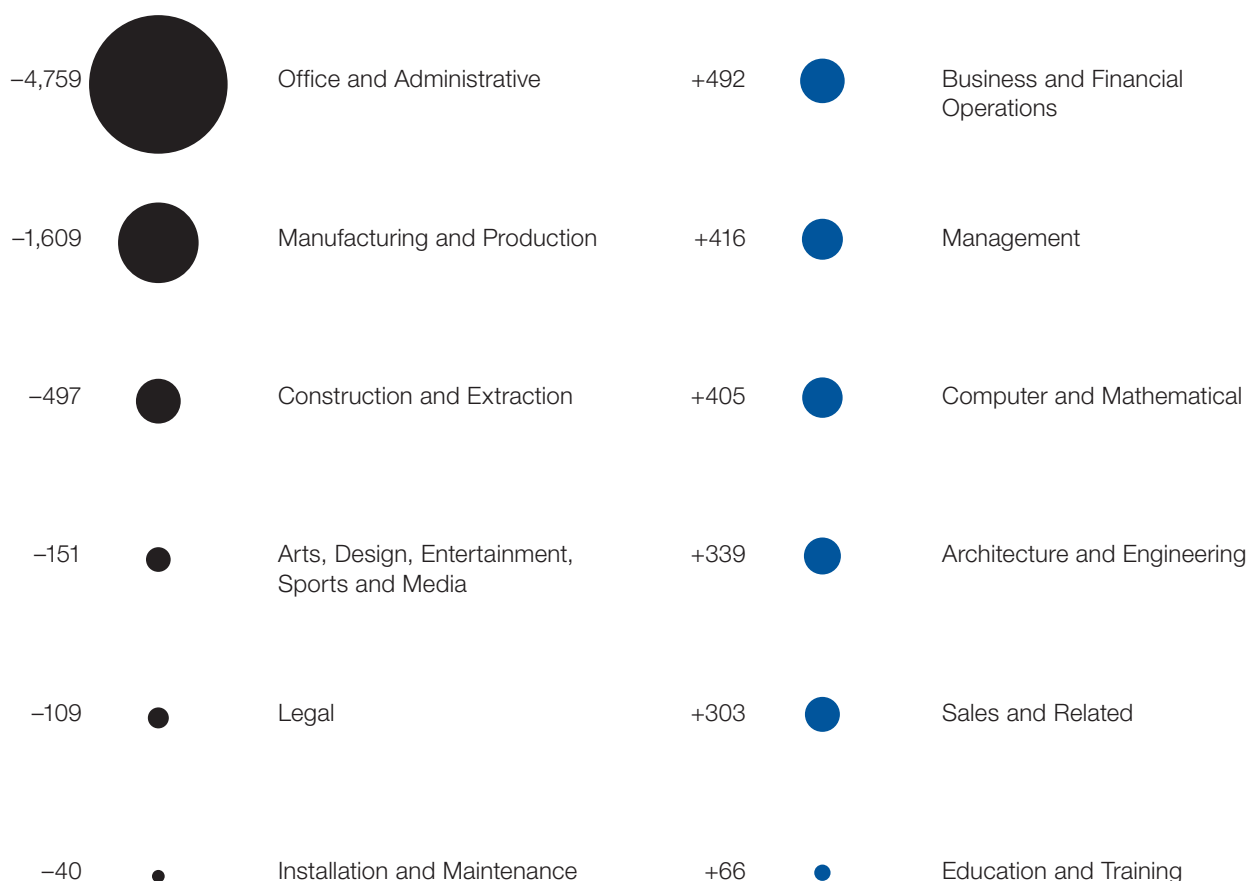 –4,759 Office and Administrative +492 Business and Financial
Operations
–1,609 Manufacturing and Production +416 Management
–497 Construction and Extraction +405 Computer and Mathematical
–151 Arts, Design, Entertainment, +339 Architecture and Engineering
Sports and Media
–109 Legal +303 Sales and Related
–40 Installation and Maintenance +66 Education and Training